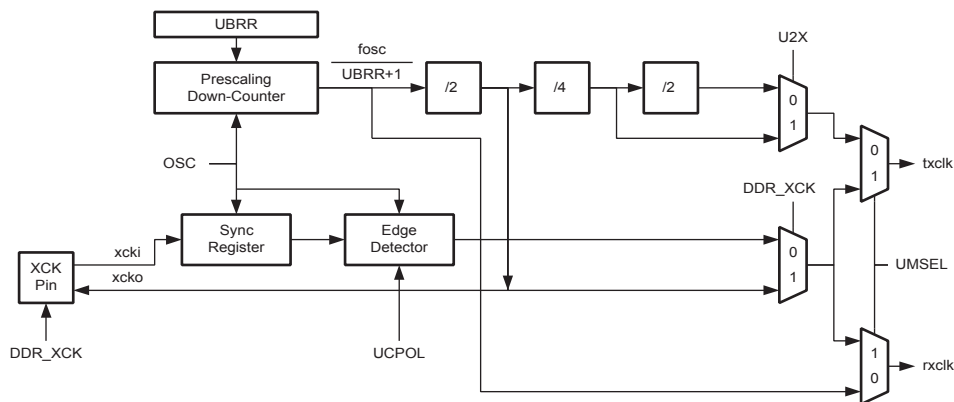 UBRR
fosc
UBRR+1
U2X
Prescaling
Down-Counter
/2
/4
/2
0
1
OSC
0
1
txclk
DDR_XCK
Sync
Register
Edge
Detector
0
1
xcki
xcko
XCK
Pin
UMSEL
DDR_XCK
UCPOL
1
0
rxclk